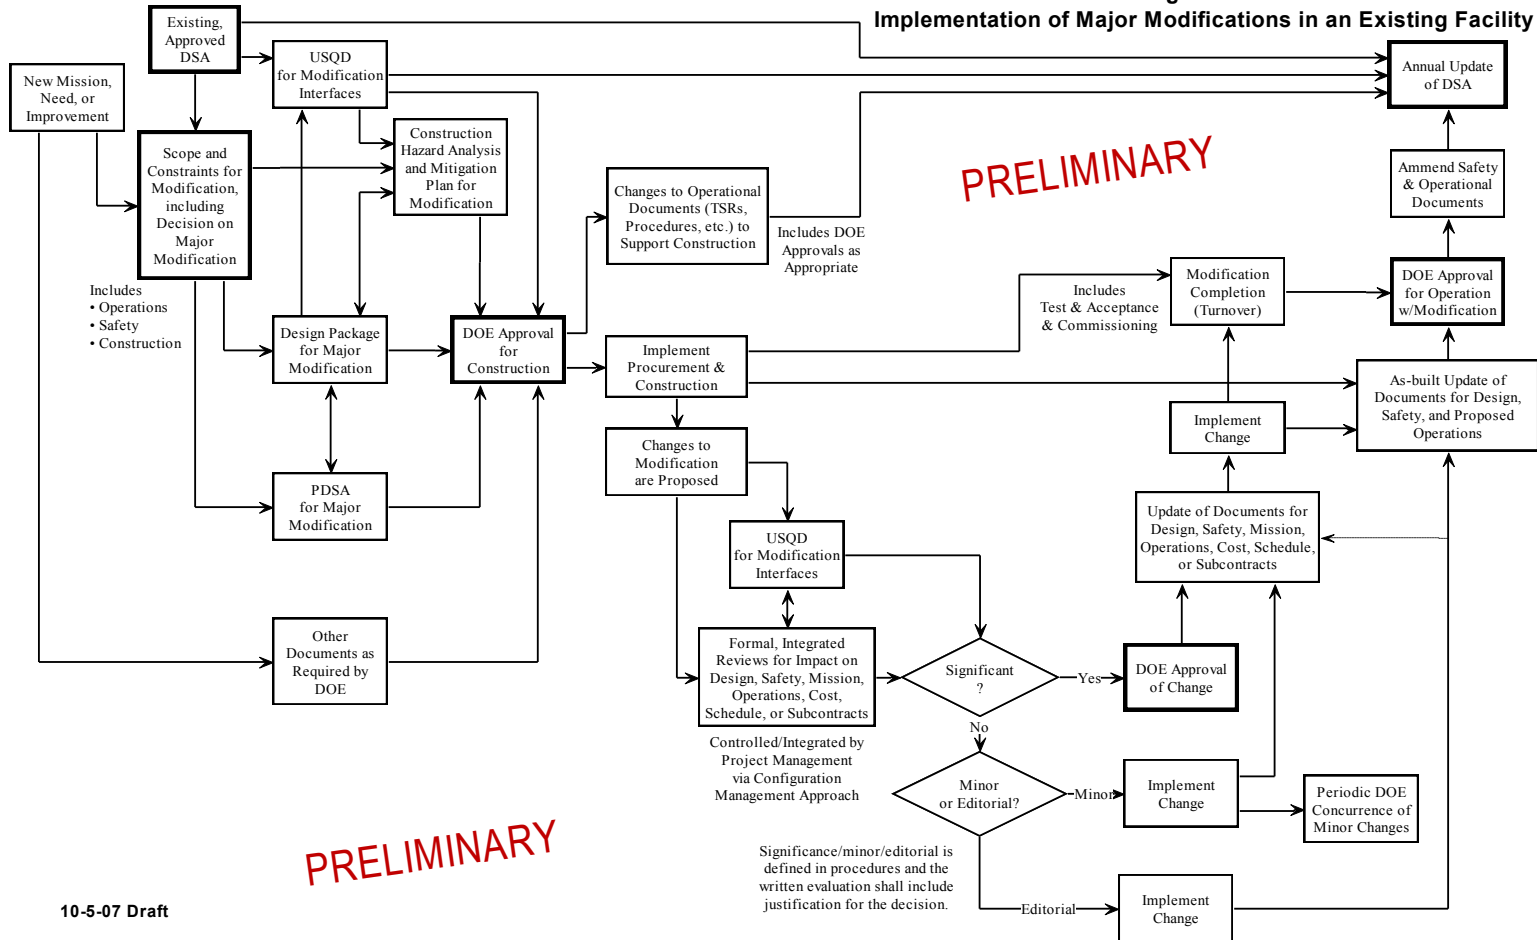 Implementation of Major Modifications in an Existing Facility
Existing,
Approved
DSA
New Mission,
Need, or
Improvement
USQD
for Modification
Interfaces
Annual Update
of DSA
Scope and
Constraints for
Modification,
including
Decision on
Major
Modification
Construction
Hazard Analysis
and Mitigation
Plan for
Modification
PRELIMINARY
Changes to Operational
Documents (TSRs,
Procedures, etc.) to
Support Construction
Includes DOE
Approvals as
Appropriate
Ammend Safety
& Operational
Documents
Includes
• Operations
• Safety
• Construction
Includes
Test & Acceptance
& Commissioning
Modification
Completion
(Turnover)
DOE Approval
for Operation
w/Modification
Design Package
for Major
Modification
DOE Approval
for
Construction
Implement
Procurement &
Construction
As-built Update of
Documents for Design,
Safety, and Proposed
Operations
Implement
Change
Changes to
Modification
are Proposed
PDSA
for Major
Modification
USQD
for Modification
Interfaces
Update of Documents for
Design, Safety, Mission,
Operations, Cost, Schedule,
or Subcontracts
Other
Documents as
Required by
DOE
Formal, Integrated
Reviews for Impact on
Design, Safety, Mission,
Operations, Cost,
Schedule, or Subcontracts
Significant
?
Yes
DOE Approval
of Change
No
Controlled/Integrated by
Project Management
via Configuration
Management Approach
Minor
or Editorial?
Minor
Implement
Change
Periodic DOE
Concurrence of
Minor Changes
PRELIMINARY
Significance/minor/editorial is
defined in procedures and the
written evaluation shall include
justification for the decision.
Editorial
Implement
Change
10-5-07 Draft